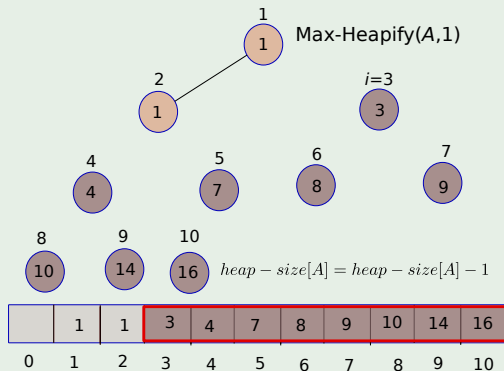 1
1 Max-Heapify(A,1)
2 i=3
1 3
4 5 6 7
4 7 8 9
8 9 10
10 14 16 heap − size[A] = heap − size[A] − 1
1 1 3 4 7 8 9 10 14 16
0 1 2 3 4 5 6 7 8 9 10